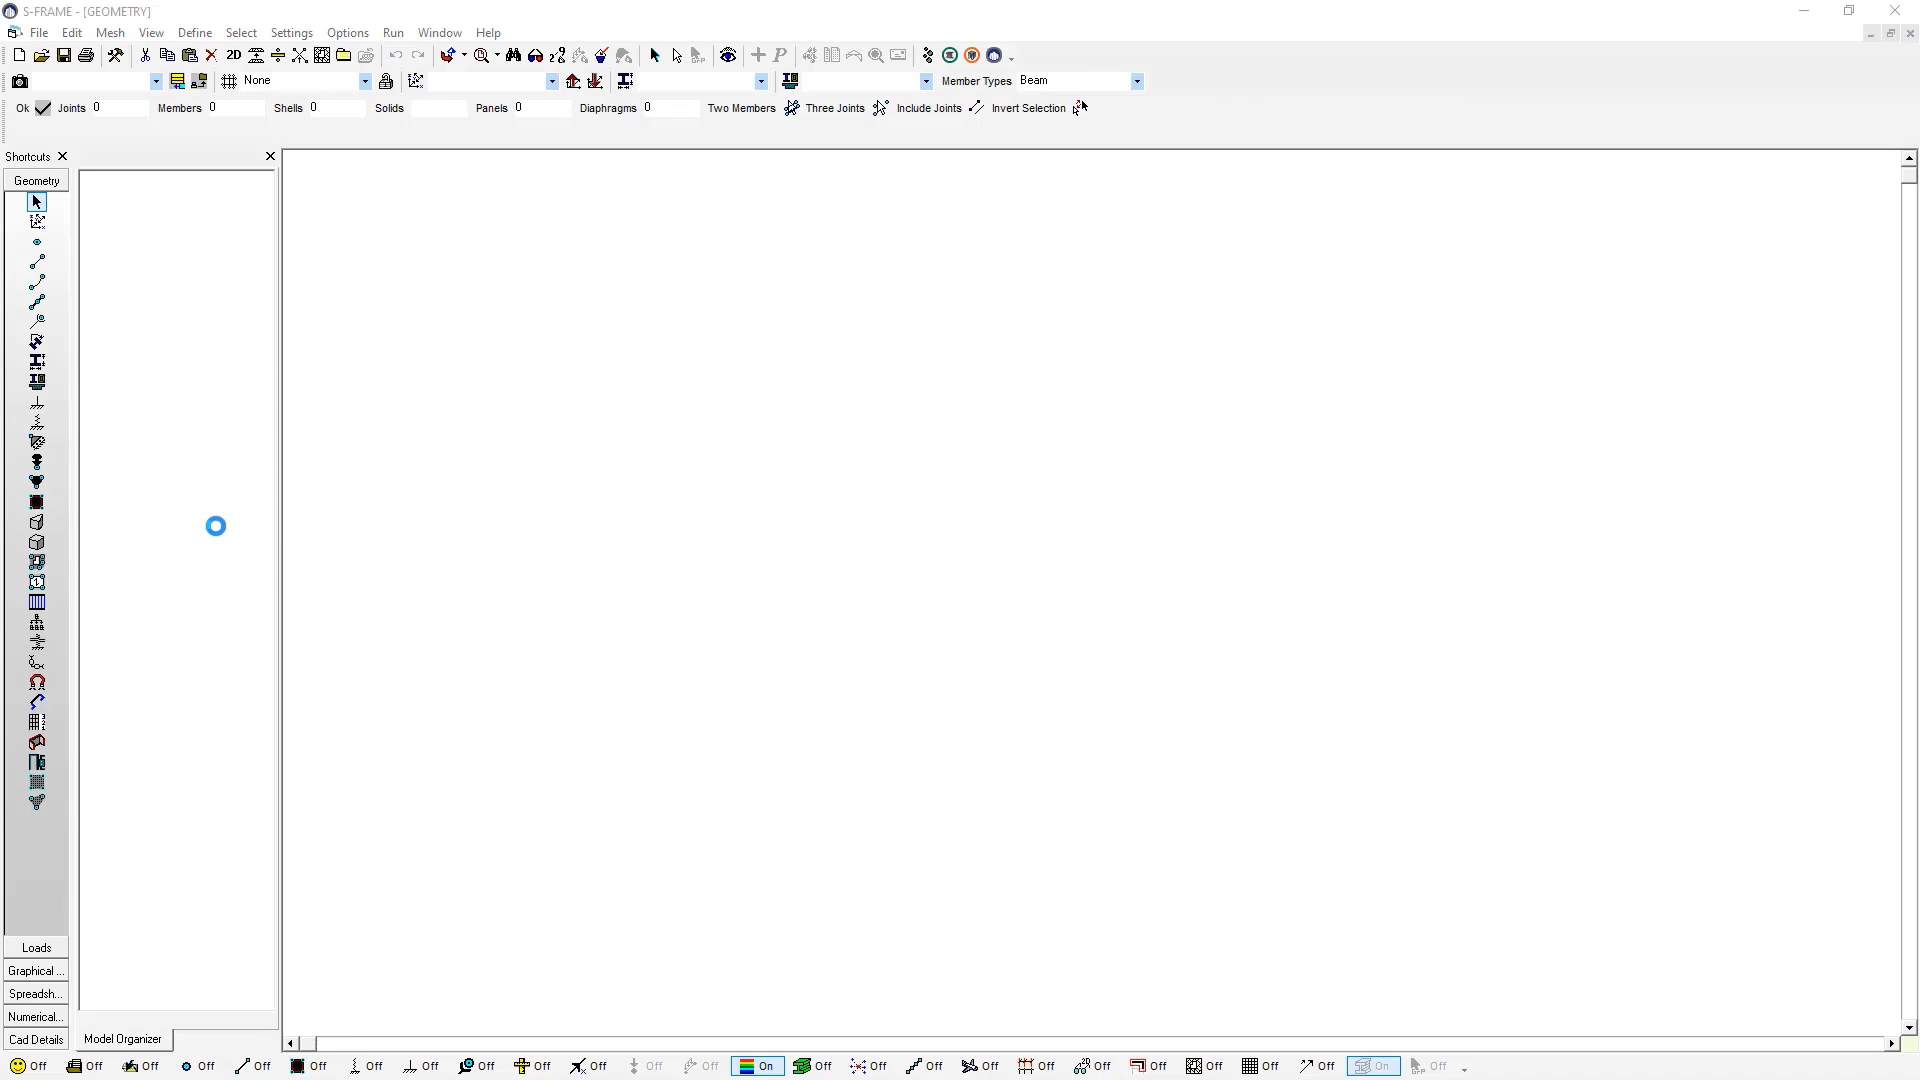 S-FRAME - [GEOMETRY]
File Edit Mesh View Define Select Settings Options Run Window Help
2D
None Member Types Beam
Ok Joints 0 Members 0 Shells 0 Solids Panels 0 Diaphragms 0 Two Members Three Joints Include Joints Invert Selection
Shortcuts
Geometry
Loads
Graphical ...
Spreadsh...
Numerical...
Cad Details
Model Organizer
Off Off Off Off Off Off Off Off Off Off Off Off Off On Off Off Off Off Off Off Off Off Off Off On Off